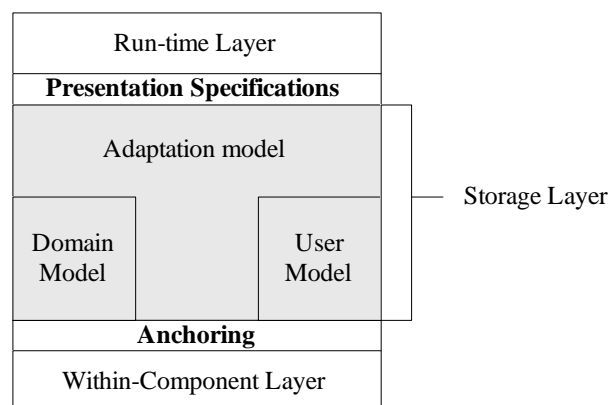 Run-time Layer
Presentation Specifications
Adaptation model
Storage Layer
Domain
Model
User
Model
Anchoring
Within-Component Layer